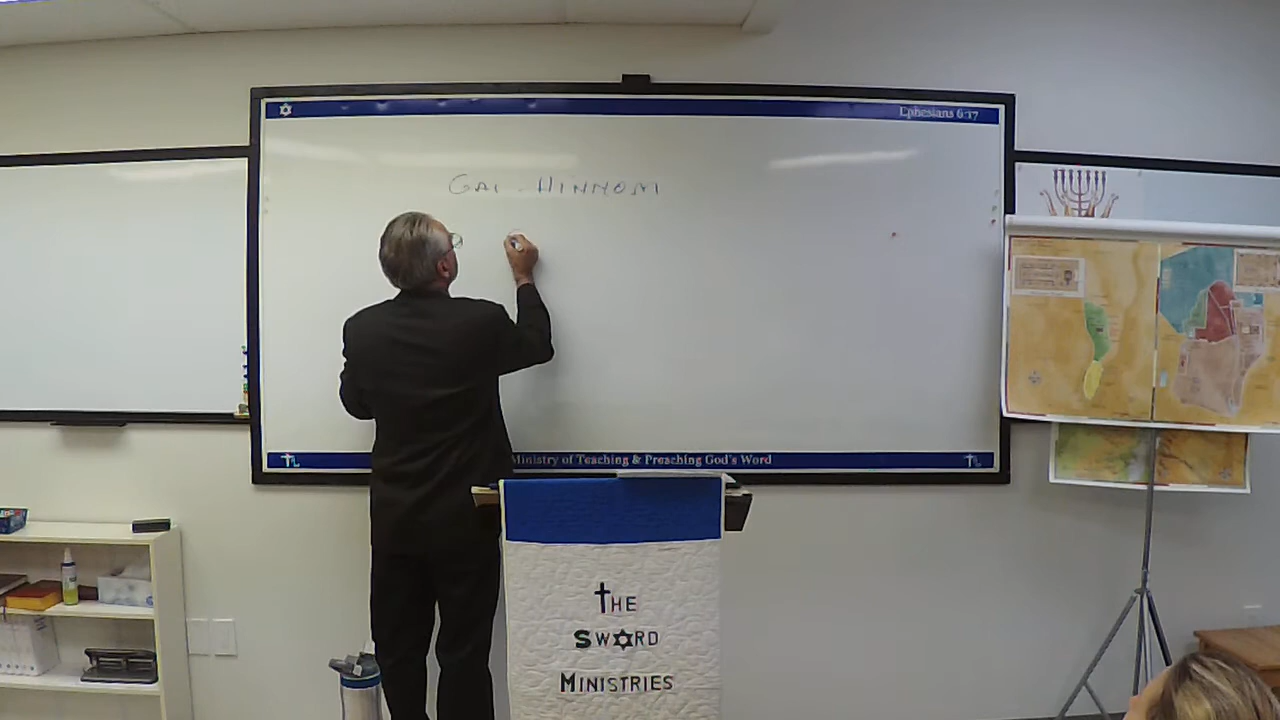 Ephesians 6:17
GAI - HINNOM
Ministry of Teaching & Preaching God's Word
THE
SWORD
MINISTRIES